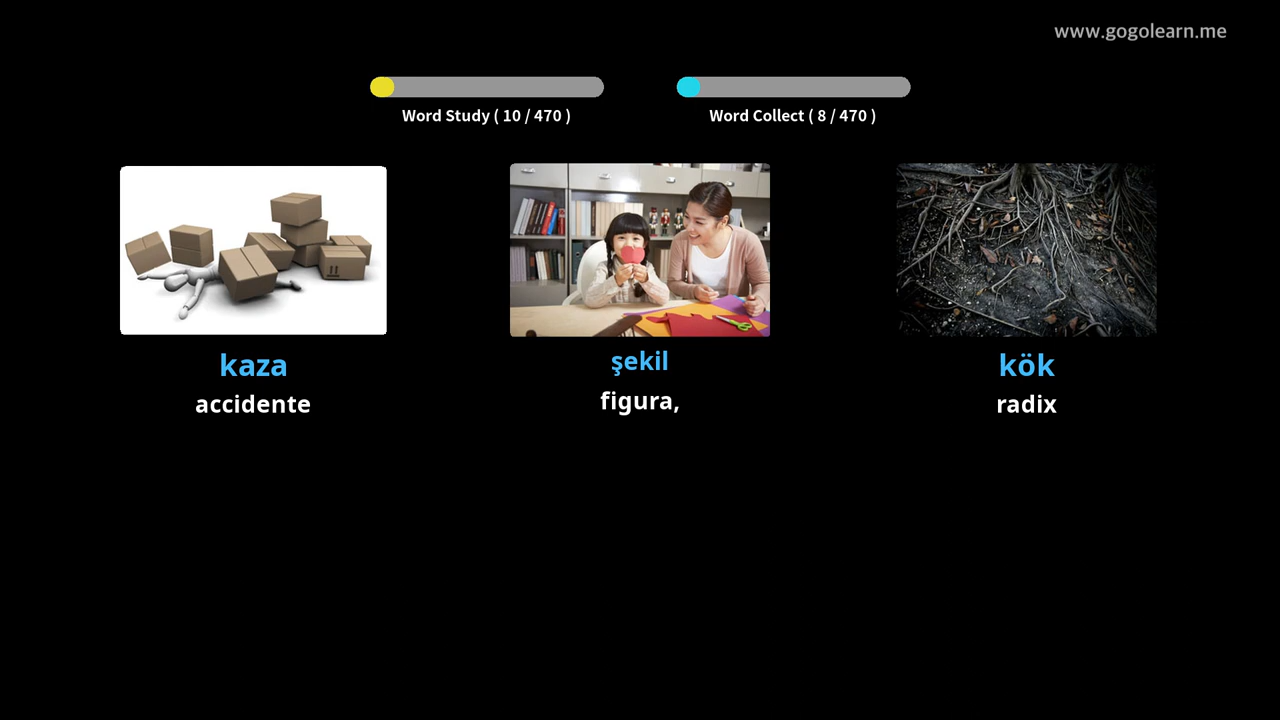 www.gogolearn.me
Word Study ( 10 / 470 )
Word Collect ( 8 / 470 )
kaza
accidente
şekil
figura,
kök
radix